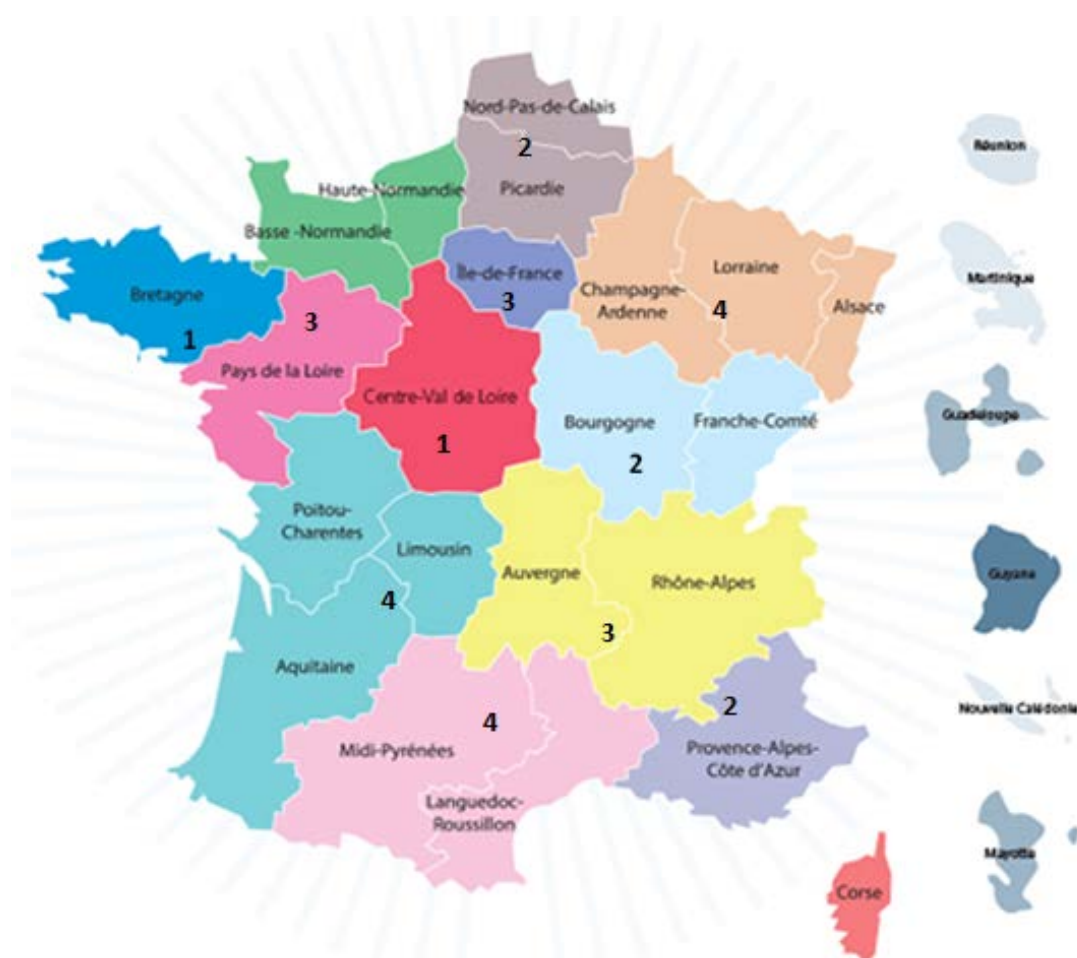 Nord-Pas-de-Calais
2
Réunion
Haute-Normandie
Picardie
Basse -Normandie
Île-de-France
3
Lorraine
Champagne-
Ardenne
4
Alsace
Martinique
Bretagne
1
3
Pays de la Loire
Centre-Val de Loire
1
Bourgogne
2
Franche-Comté
Guadeloupe
Poitou-
Charentes
Limousin
4
Auvergne
Rhône-Alpes
3
Guyane
Aquitaine
Midi-Pyrénées
4
2
Provence-Alpes-
Côte d'Azur
Nouvelle Calédonie
Languedoc-
Roussillon
Mayotte
Corse